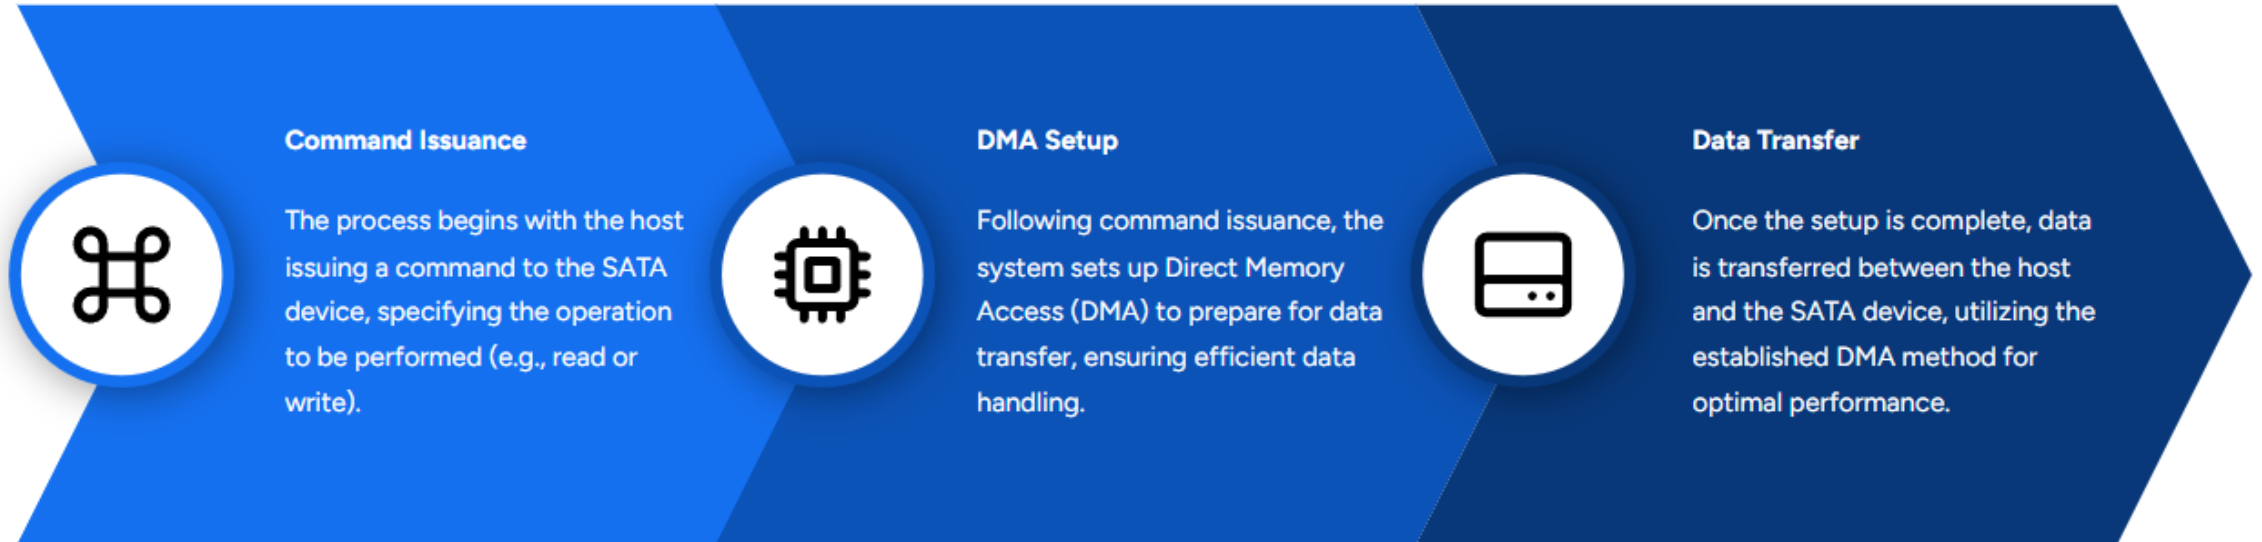 Command Issuance
The process begins with the host
issuing a command to the SATA
device, specifying the operation
to be performed (e.g., read or
write).
DMA Setup
Following command issuance, the
system sets up Direct Memory
Access (DMA) to prepare for data
transfer, ensuring efficient data
handling.
Data Transfer
Once the setup is complete, data
is transferred between the host
and the SATA device, utilizing the
established DMA method for
optimal performance.